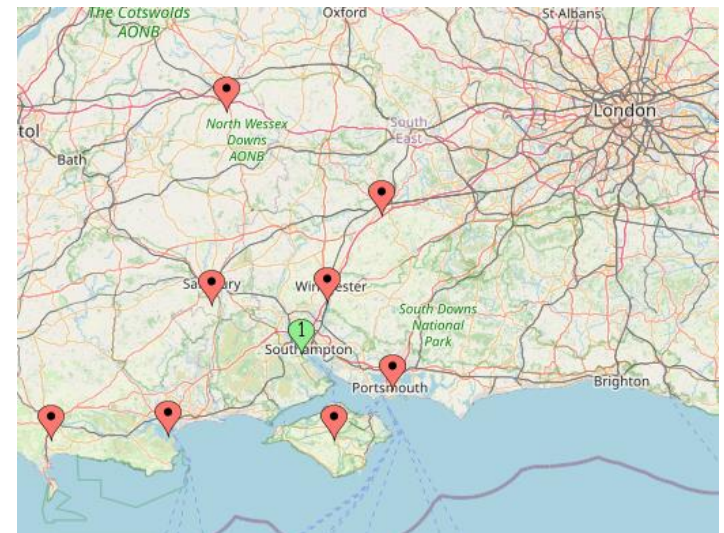 The Cotswolds
AONB
Oxford
St Albans
North Wessex
Downs
AONB
South
East
London
tol
Bath
Southampton
1
South Downs
National
Park
Portsmouth
Brighton